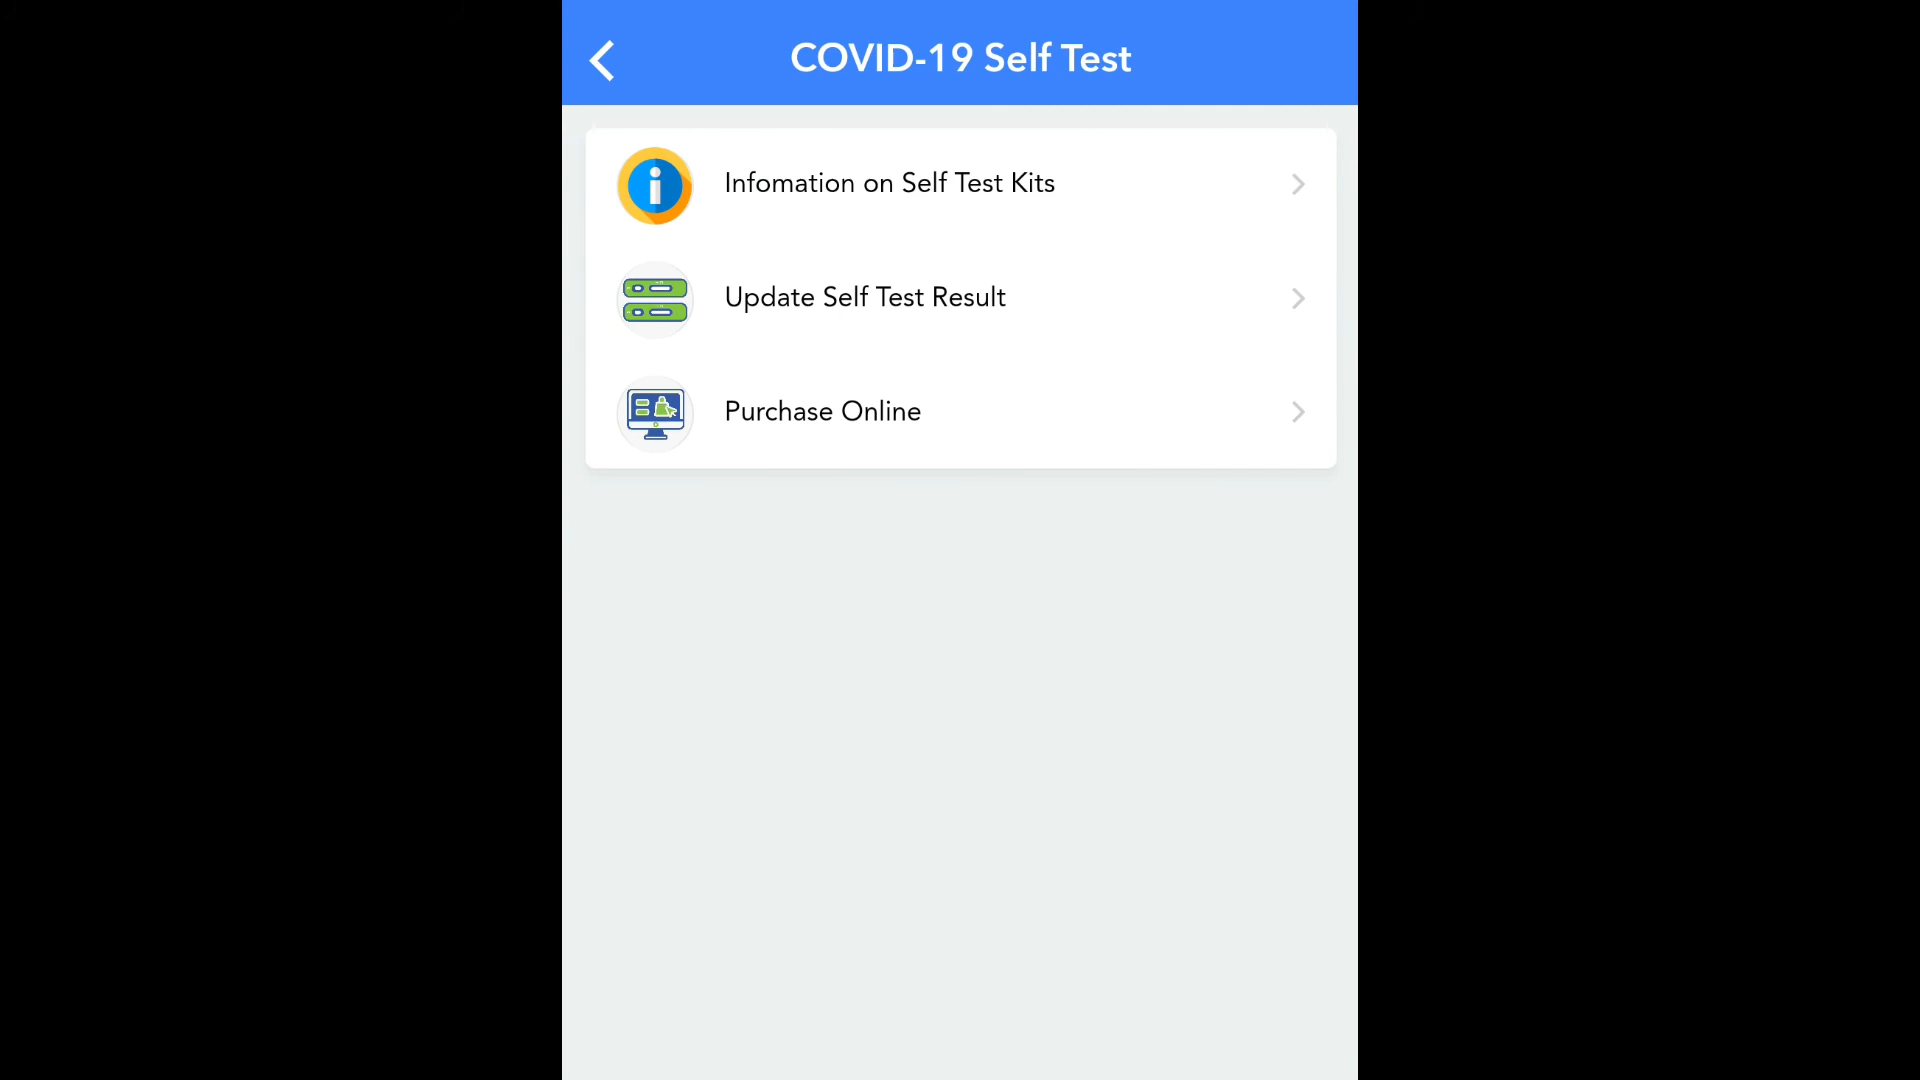 COVID-19 Self Test
Infomation on Self Test Kits
Update Self Test Result
Purchase Online